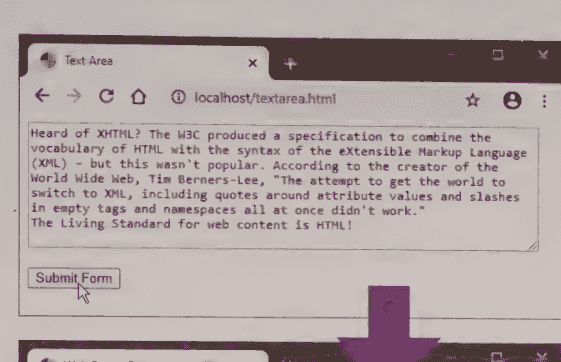 Text Area
localhost/textarea.html
Heard of XHTML? The W3C produced a specification to combine the
vocabulary of HTML with the syntax of the eXtensible Markup Language
(XML) - but this wasn't popular. According to the creator of the
World Wide Web, Tim Berners-Lee, "The attempt to get the world to
switch to XML, including quotes around attribute values and slashes
in empty tags and namespaces all at once didn't work."
The Living Standard for web content is HTML!
Submit Form